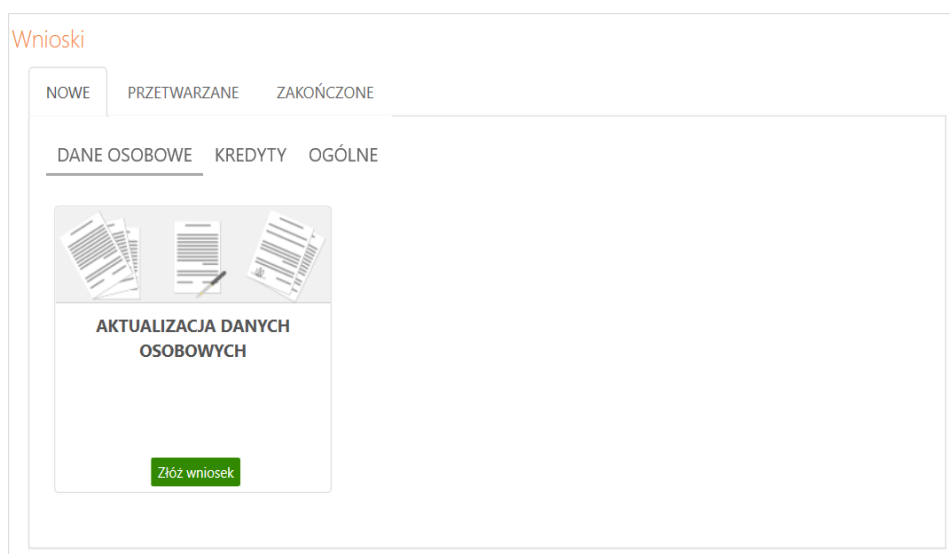 Wnioski
NOWE PRZETWARZANE ZAKOŃCZONE
DANE OSOBOWE KREDYTY OGÓLNE
AKTUALIZACJA DANYCH
OSOBOWYCH
Złóż wniosek